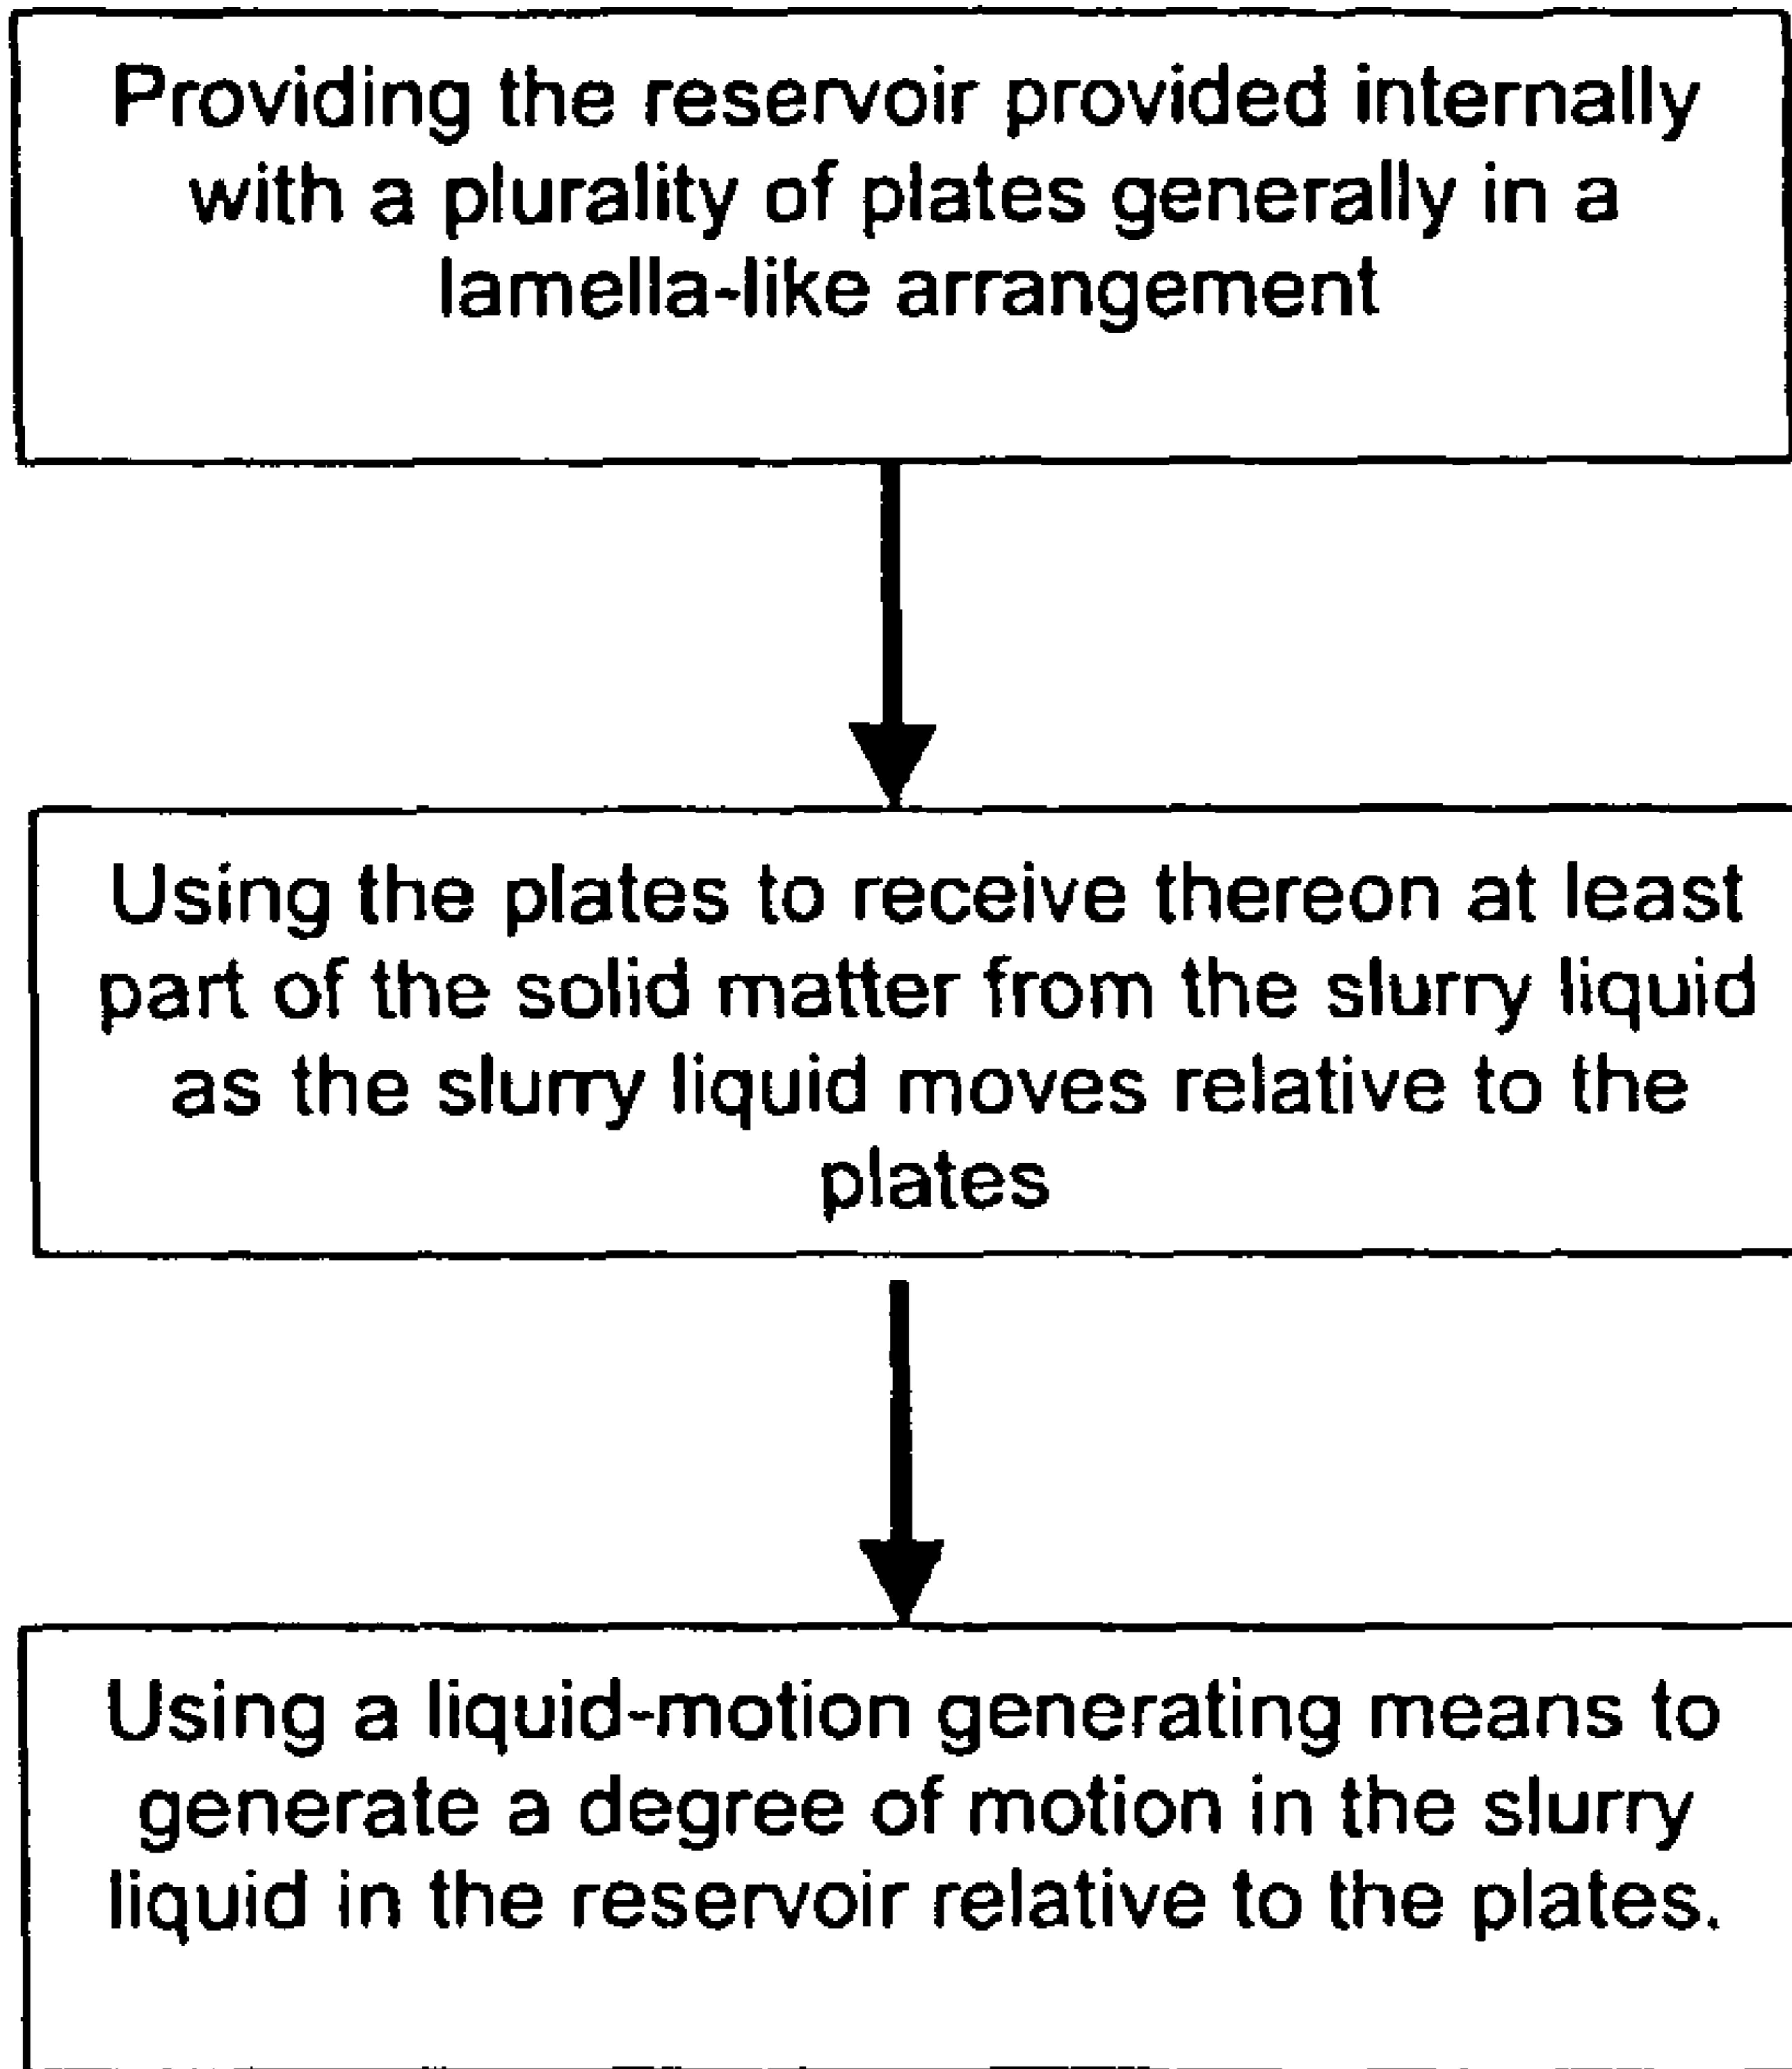 Providing the reservoir provided internally
with a plurality of plates generally in a
lamella-like arrangement
Using the plates to receive thereon at least
part of the solid matter from the slurry liquid
as the slurry liquid moves relative to the
plates
Using a liquid-motion generating means to
generate a degree of motion in the slurry
liquid in the reservoir relative to the plates.